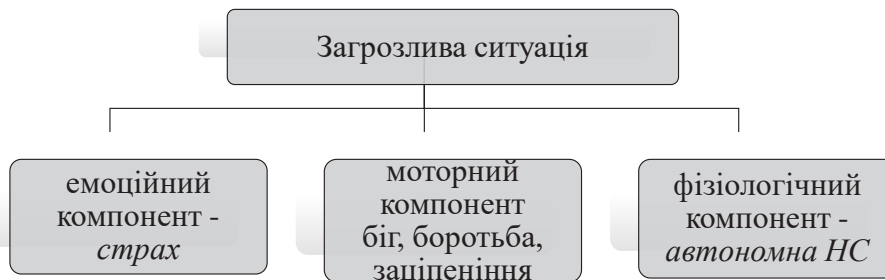 Загрозлива ситуація
емоційний
компонент -
страх
моторний
компонент
біг, боротьба,
заціпеніння
фізіологічний
компонент -
автономна НС